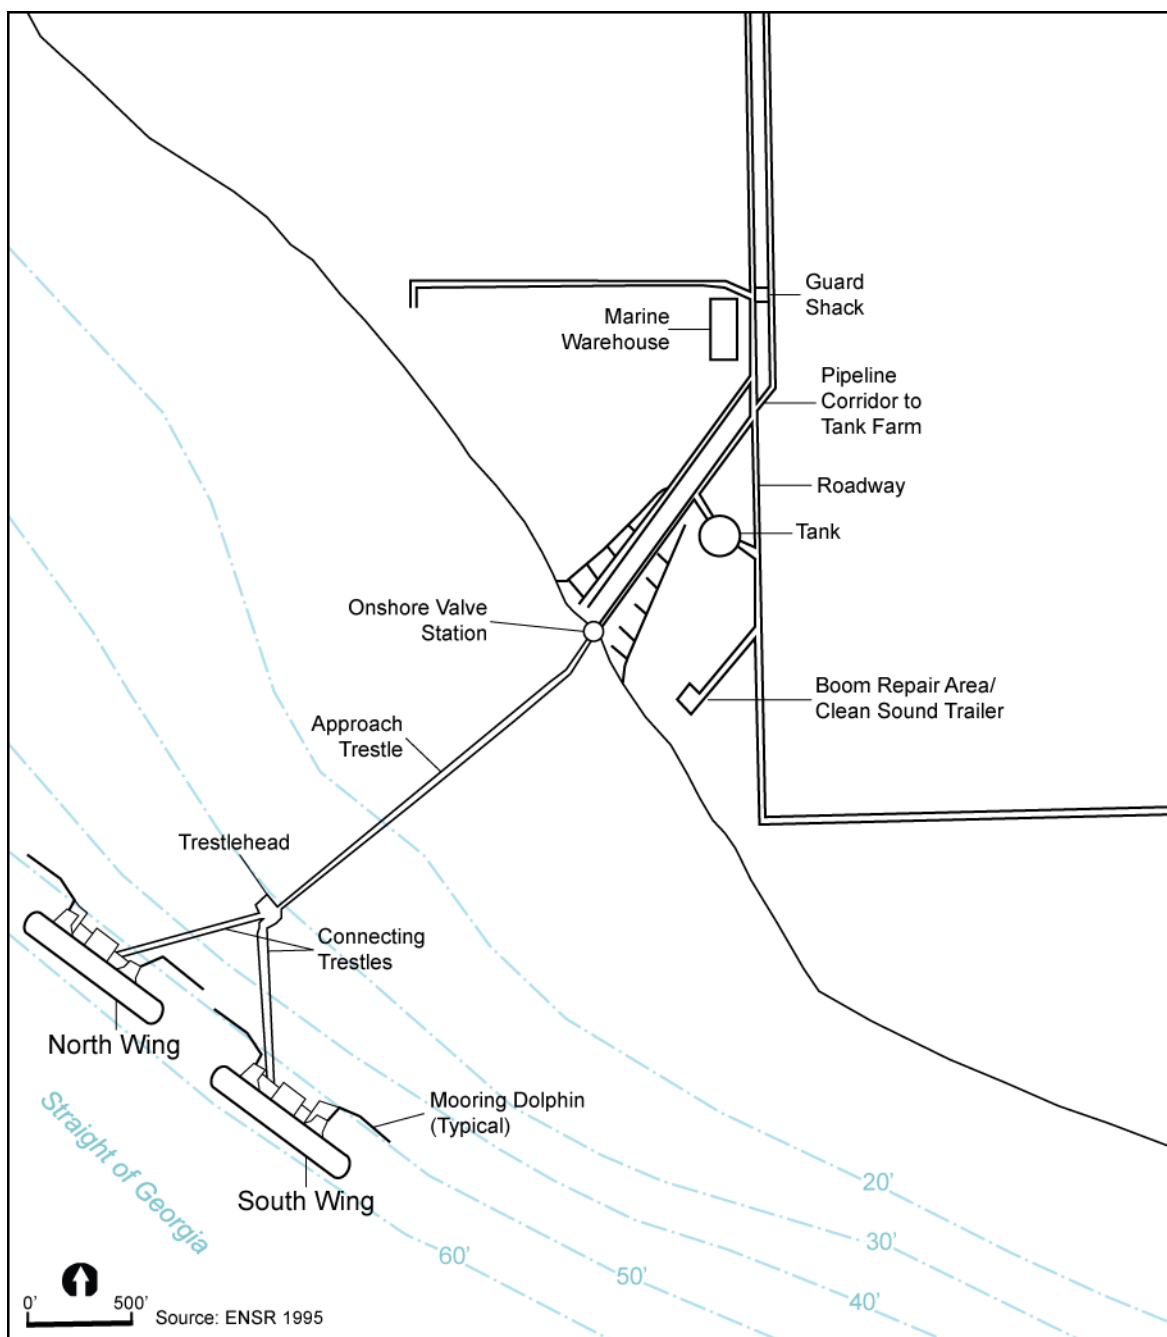 Guard
Shack
Marine
Warehouse
Pipeline
Corridor to
Tank Farm
Roadway
Tank
Onshore Valve
Station
Boom Repair Area/
Clean Sound Trailer
Approach
Trestle
Trestlehead
Connecting
Trestles
North Wing
Mooring Dolphin
(Typical)
South Wing
Straight of Georgia
20'
30'
40'
50'
60'
0' 500'
Source: ENSR 1995